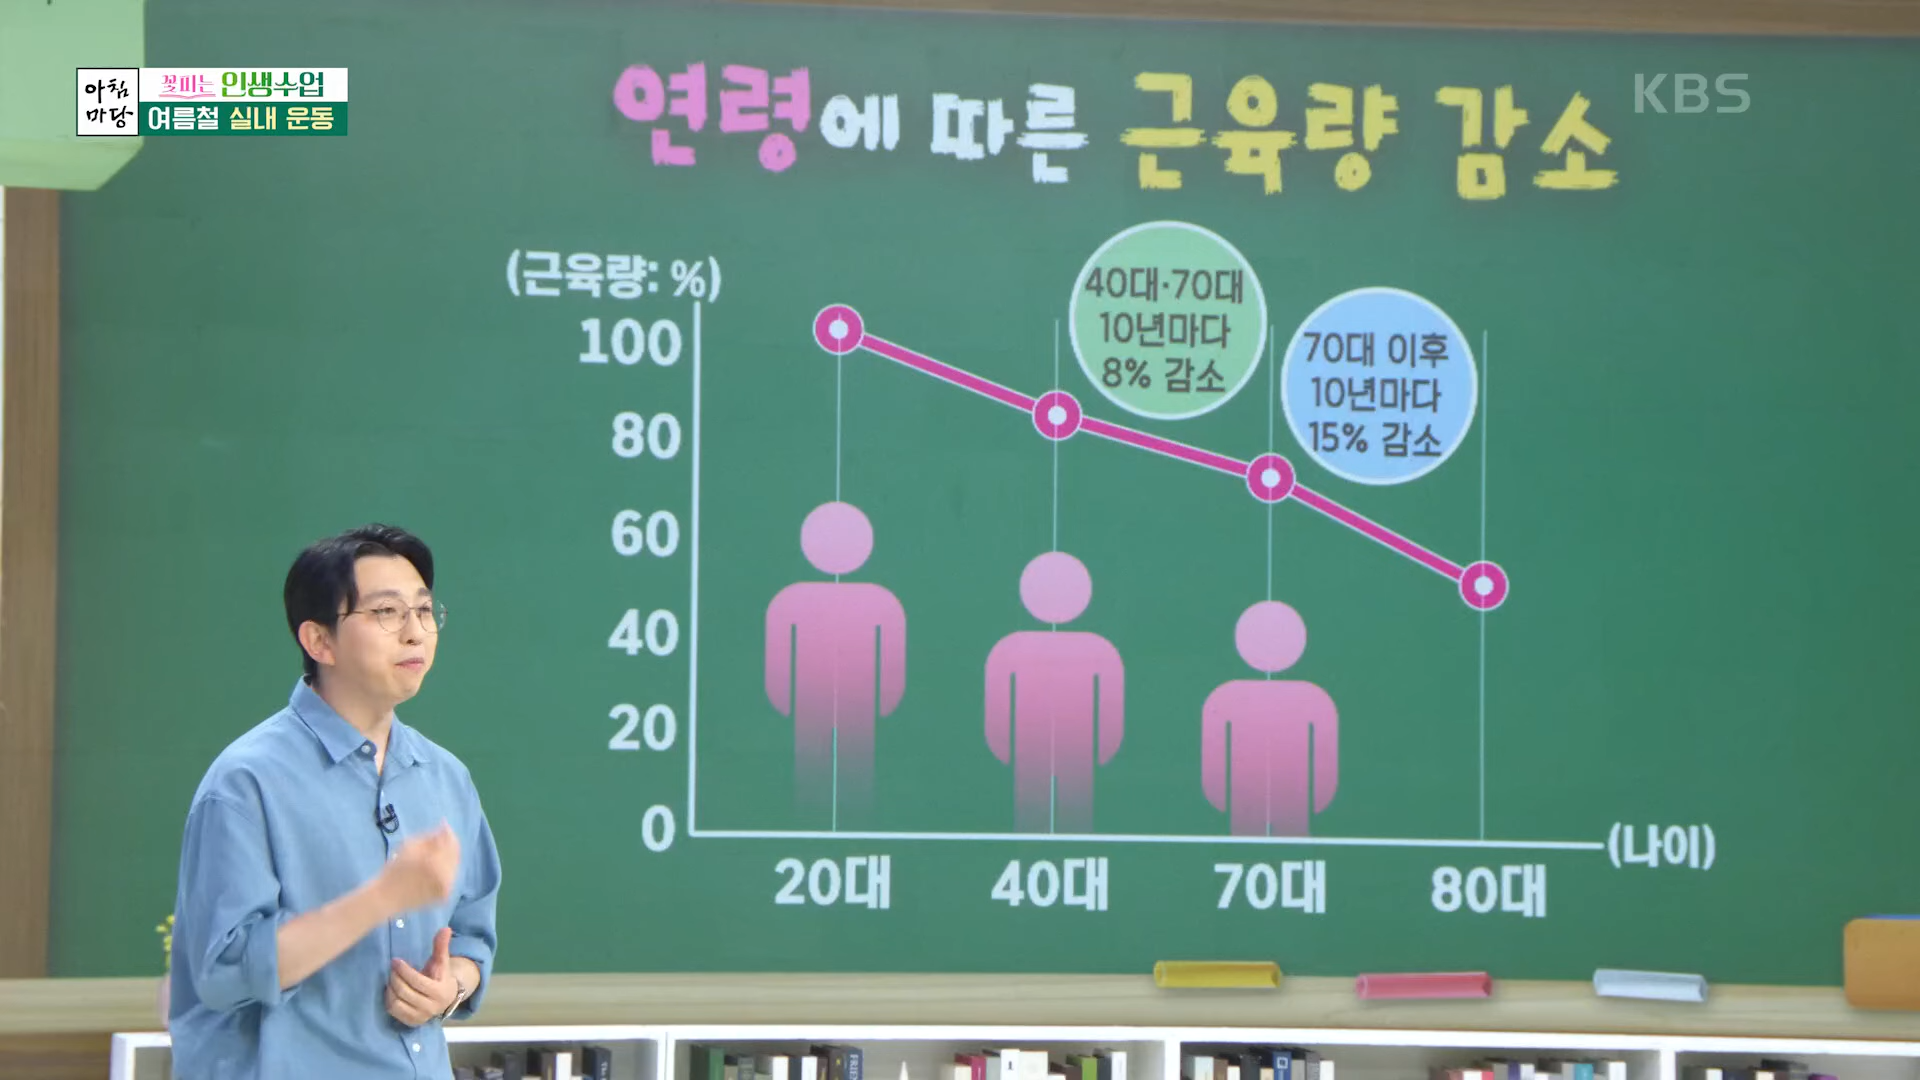 아침
마당
꽃피는 인생수업
여름철 실내 운동
KBS
연령에 따른 근육량 감소
(근육량: %)
100
80
60
40
20
0
40대·70대
10년마다
8% 감소
70대 이후
10년마다
15% 감소
20대 40대 70대 80대
(나이)